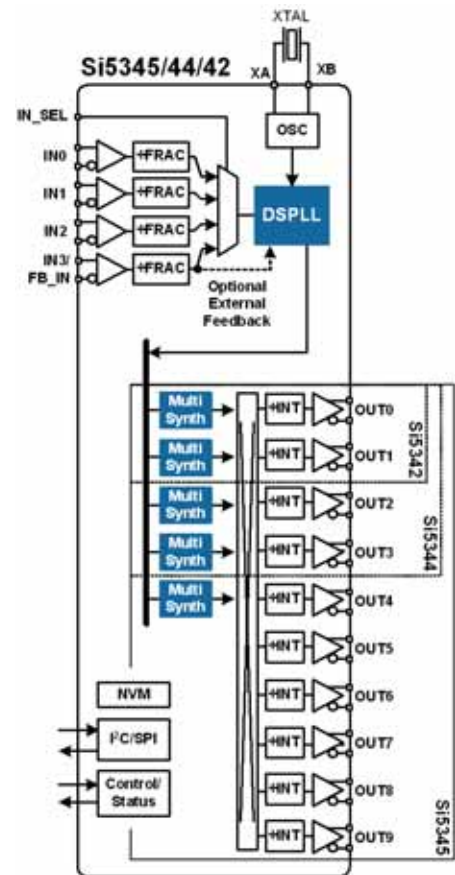 XTAL
Si5345/44/42
XA
XB
IN_SEL
OSC
IN0
÷FRAC
IN1
÷FRAC
DSPLL
IN2
÷FRAC
IN3/
FB_IN
÷FRAC
Optional
External
Feedback
Multi
Synth
÷INT
OUT0
Multi
Synth
÷INT
OUT1
Si5342
Multi
Synth
÷INT
OUT2
Multi
Synth
÷INT
OUT3
Si5344
Multi
Synth
÷INT
OUT4
÷INT
OUT5
NVM
÷INT
OUT6
I²C/SPI
÷INT
OUT7
Control/
Status
÷INT
OUT8
÷INT
OUT9
Si5345